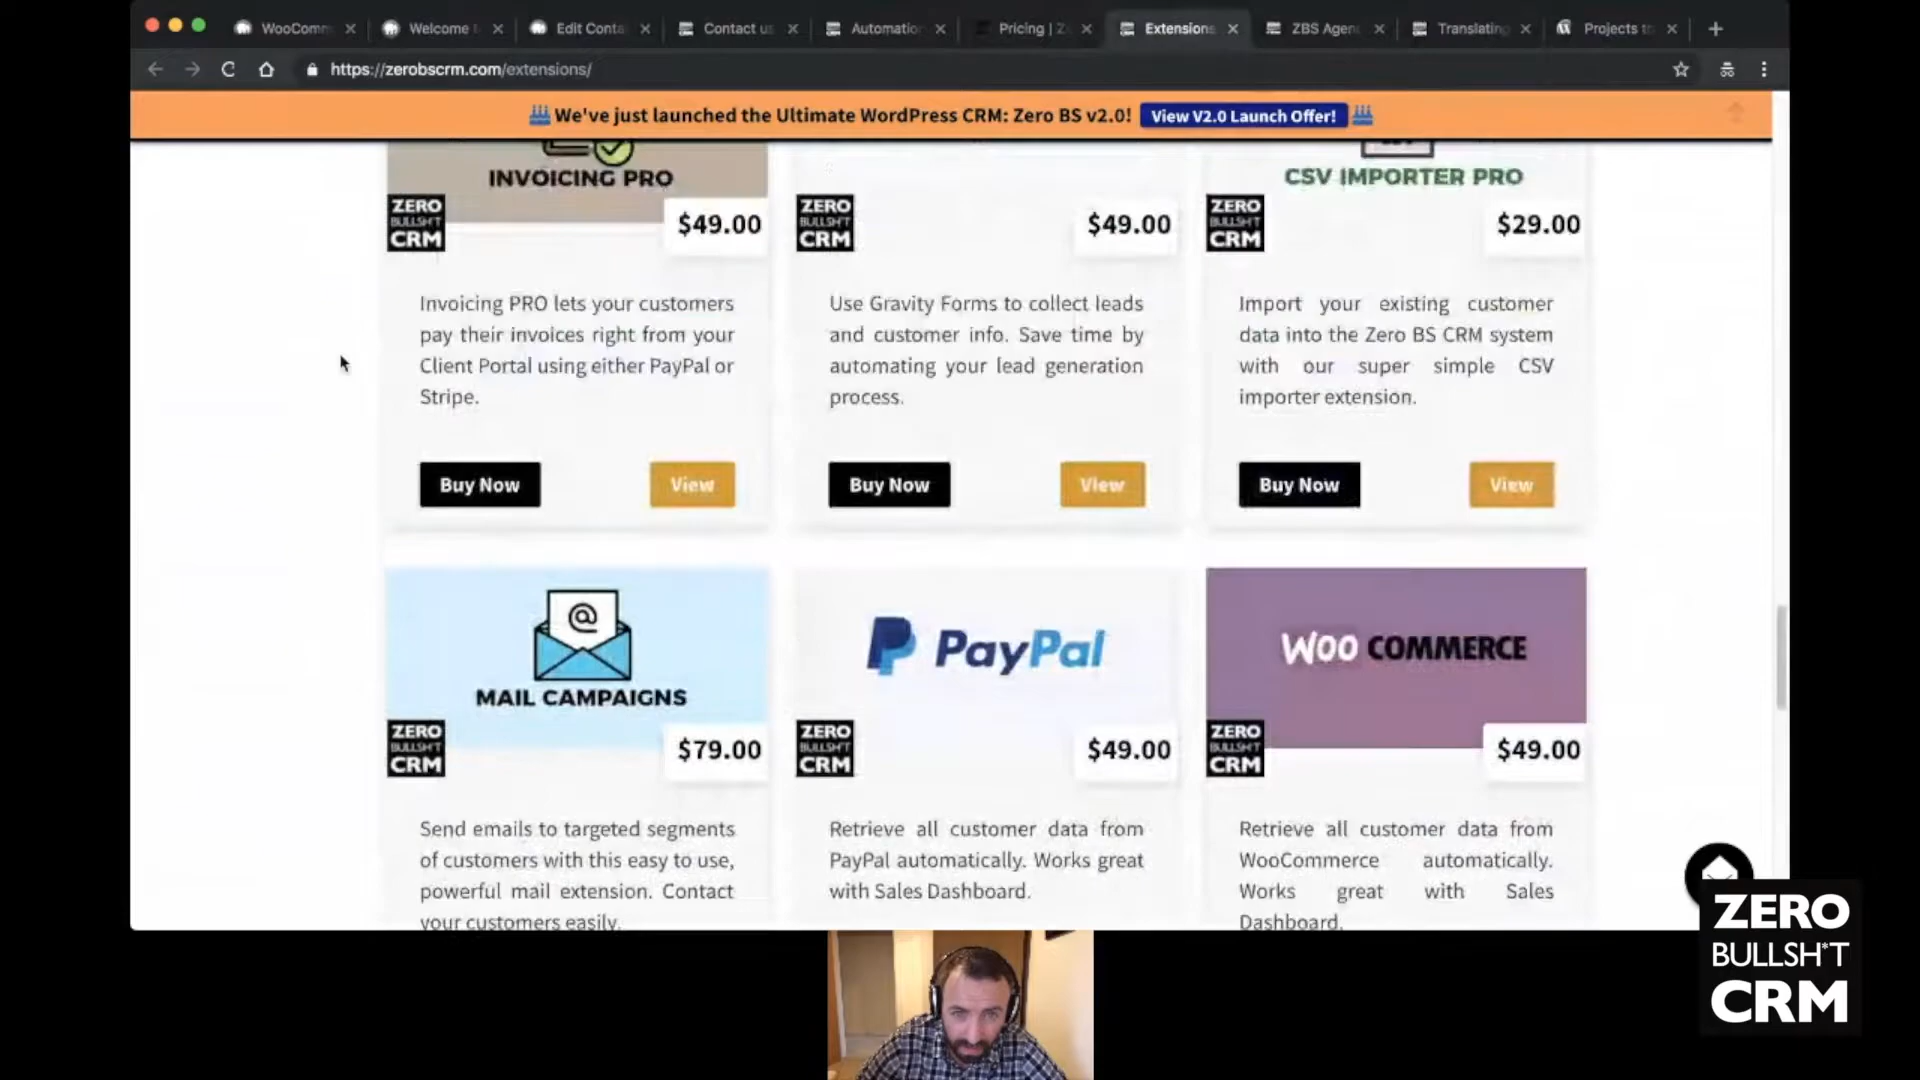 WooComm
Welcome
Edit Conta
Contact us
Automation
Pricing | Z
Extensions
ZBS Agen
Translating
Projects t
https://zerobscrm.com/extensions/
We've just launched the Ultimate WordPress CRM: Zero BS v2.0! View V2.0 Launch Offer!
INVOICING PRO
CSV IMPORTER PRO
ZERO
BULLSH*T
CRM
$49.00
ZERO
BULLSH*T
CRM
$49.00
ZERO
BULLSH*T
CRM
$29.00
Invoicing PRO lets your customers
pay their invoices right from your
Client Portal using either PayPal or
Stripe.
Use Gravity Forms to collect leads
and customer info. Save time by
automating your lead generation
process.
Import your existing customer
data into the Zero BS CRM system
with our super simple CSV
importer extension.
Buy Now View
Buy Now View
Buy Now View
MAIL CAMPAIGNS
PayPal
WOO COMMERCE
ZERO
BULLSH*T
CRM
$79.00
ZERO
BULLSH*T
CRM
$49.00
ZERO
BULLSH*T
CRM
$49.00
Send emails to targeted segments
of customers with this easy to use,
powerful mail extension. Contact
your customers easily.
Retrieve all customer data from
PayPal automatically. Works great
with Sales Dashboard.
Retrieve all customer data from
WooCommerce automatically.
Works great with Sales
Dashboard.
ZERO
BULLSH*T
CRM